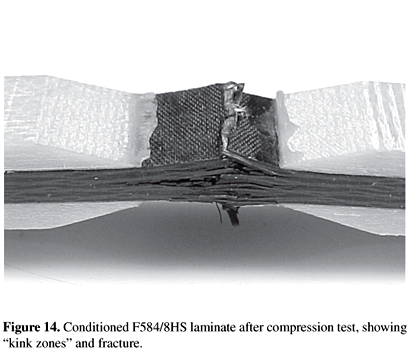 Figure 14. Conditioned F584/8HS laminate after compression test, showing
“kink zones” and fracture.